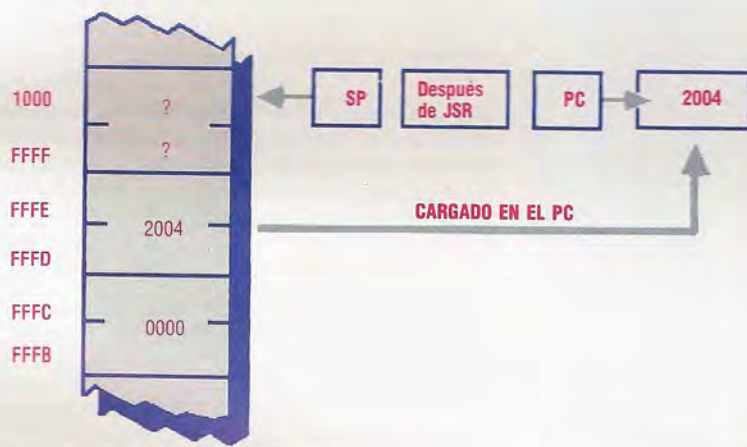 1000
?
SP
Después
de JSR
PC
2004
FFFF
?
FFFE
2004
CARGADO EN EL PC
FFFD
FFFC
0000
FFFB